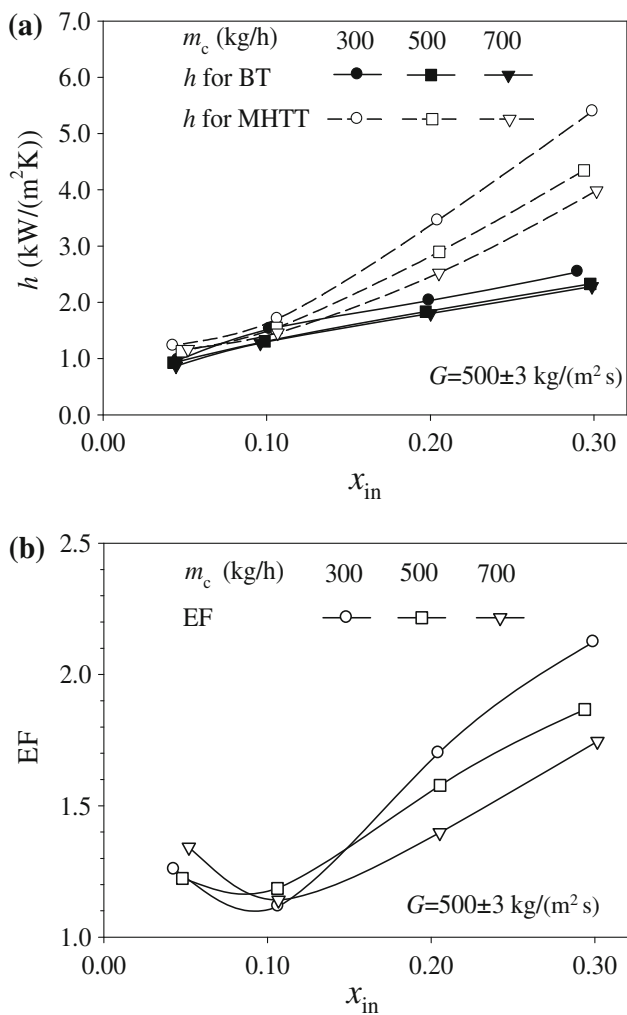 (a)
m_c (kg/h) 300 500 700
h for BT
h for MHTT
7.0
6.0
5.0
4.0
3.0
2.0
1.0
0.0
h (kW/(m²K)
G=500±3 kg/(m² s)
0.00 0.10 0.20 0.30
x_in
(b)
m_c (kg/h) 300 500 700
EF
2.5
2.0
1.5
1.0
EF
G=500±3 kg/(m² s)
0.00 0.10 0.20 0.30
x_in